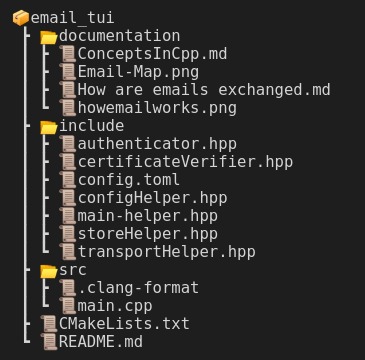 email_tui
documentation
ConceptsInCpp.md
Email-Map.png
How are emails exchanged.md
howemailworks.png
include
authenticator.hpp
certificateVerifier.hpp
config.toml
configHelper.hpp
main-helper.hpp
storeHelper.hpp
transportHelper.hpp
src
.clang-format
main.cpp
CMakeLists.txt
README.md